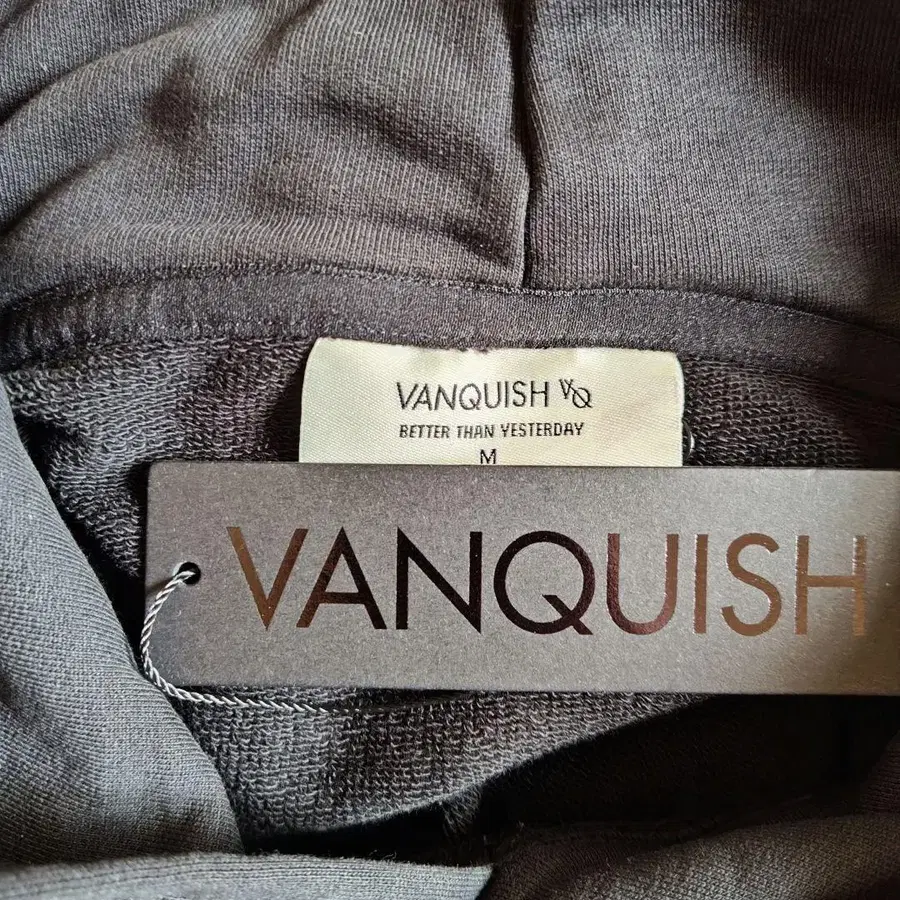 VANQUISH VQ
BETTER THAN YESTERDAY
M
VANQUISH